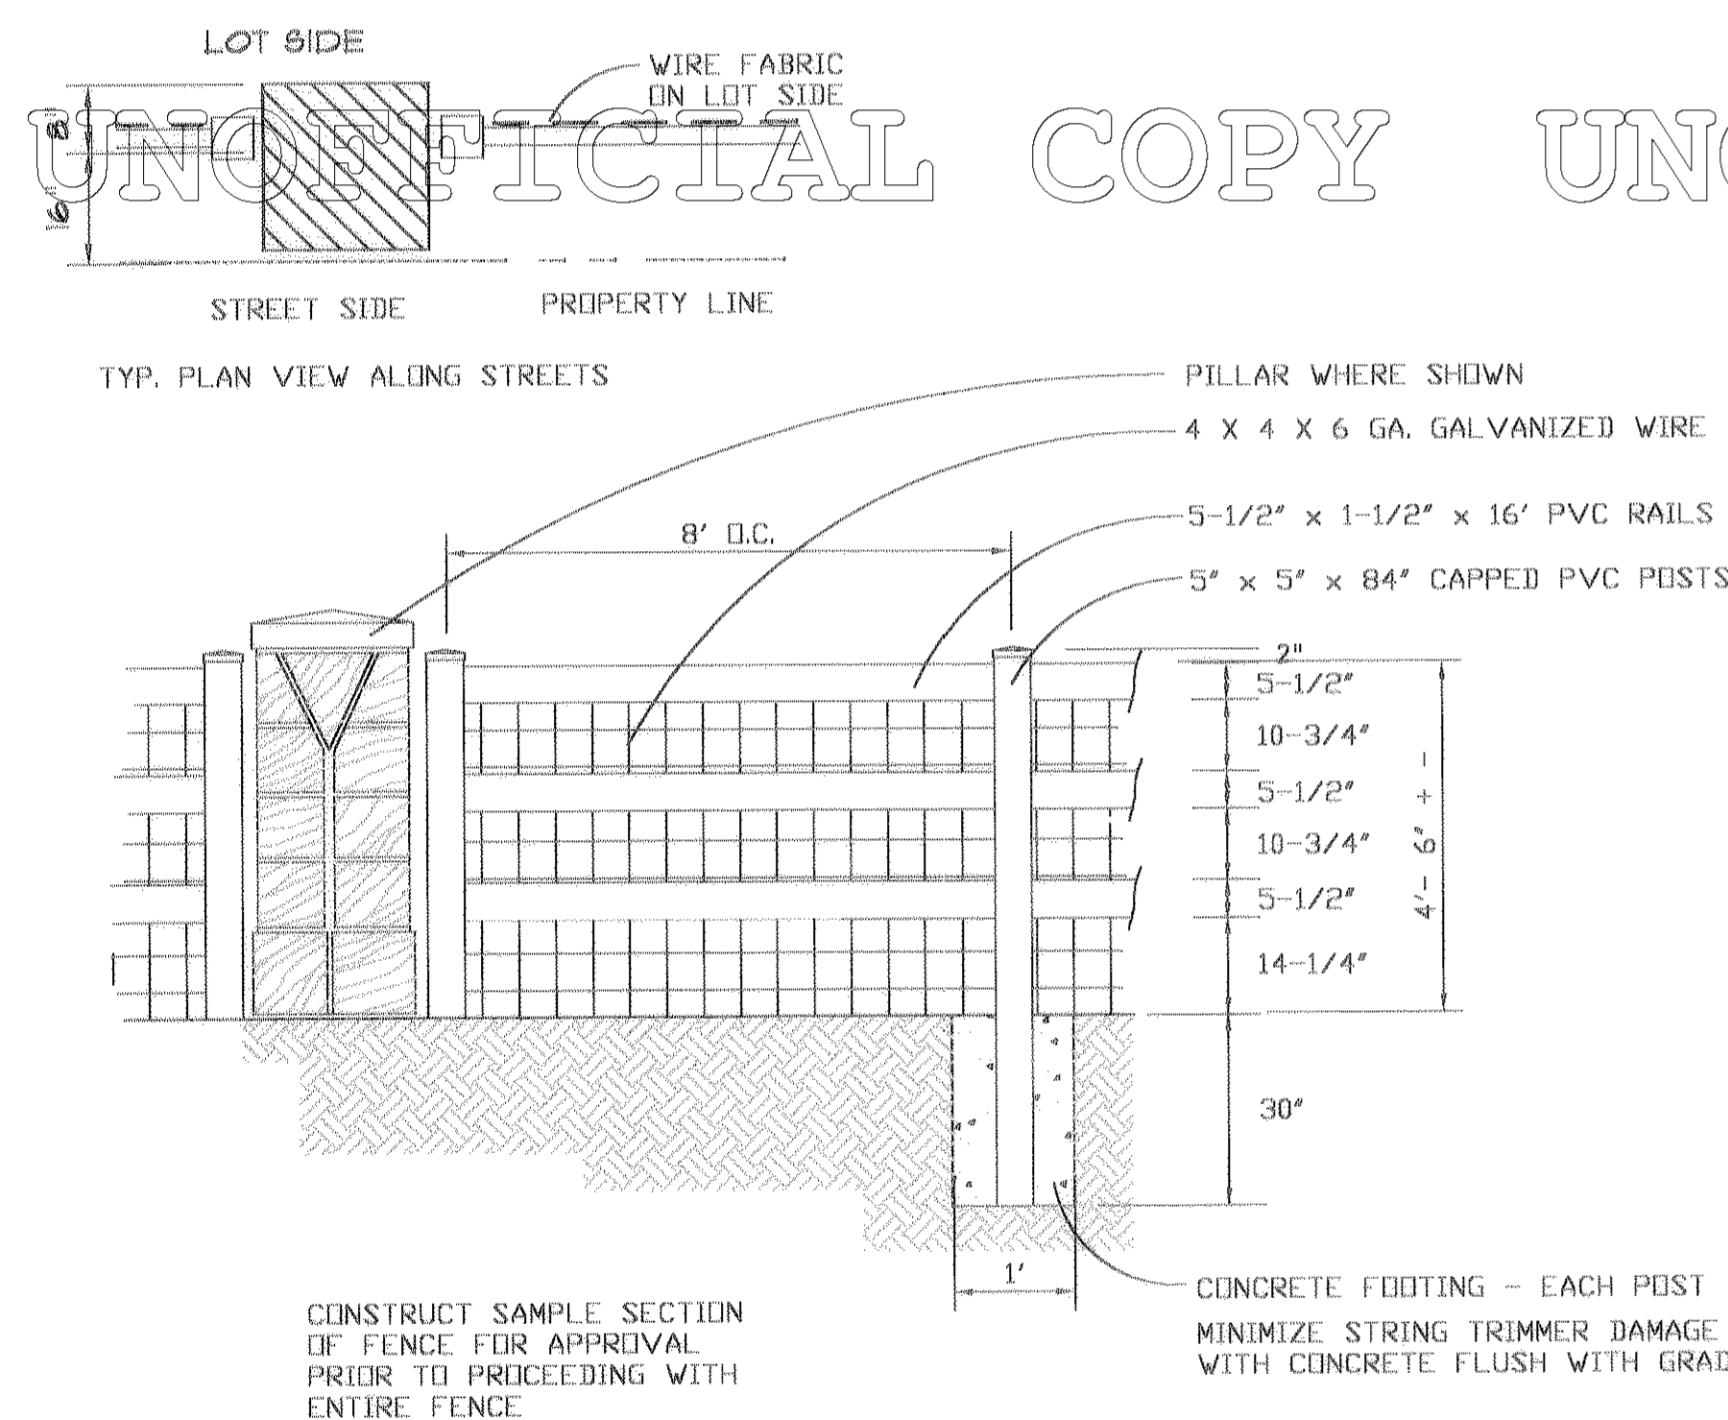 LOT SIDE
WIRE FABRIC
ON LOT SIDE
8"
16"
UNOFFICIAL COPY
STREET SIDE
PROPERTY LINE
TYP. PLAN VIEW ALONG STREETS
PILLAR WHERE SHOWN
4 X 4 X 6 GA. GALVANIZED WIRE
5-1/2" x 1-1/2" x 16' PVC RAILS
8' O.C.
5" x 5" x 84" CAPPED PVC POSTS
2"
5-1/2"
10-3/4"
5-1/2"
10-3/4"
5-1/2"
14-1/4"
4'- 6" + -
30"
1'
CONCRETE FOOTING - EACH POST
MINIMIZE STRING TRIMMER DAMAGE
WITH CONCRETE FLUSH WITH GRAD
CONSTRUCT SAMPLE SECTION
OF FENCE FOR APPROVAL
PRIOR TO PROCEEDING WITH
ENTIRE FENCE